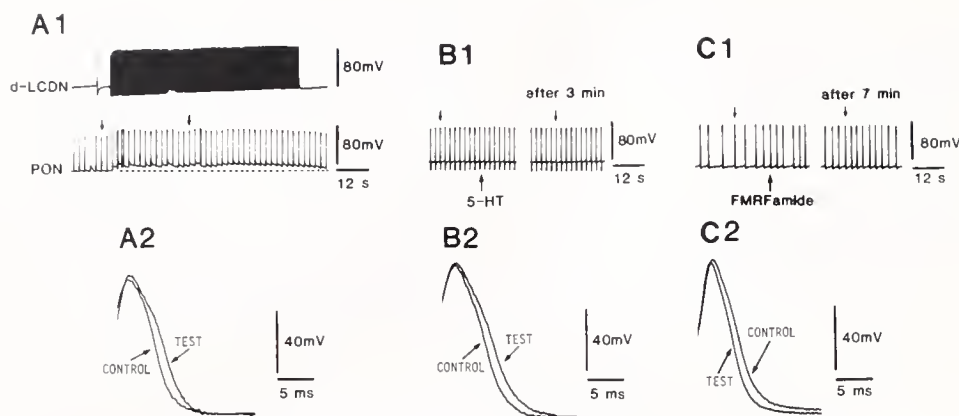 A1
d-LCDN
80mV
PON
80mV
12 s
B1
after 3 min
80mV
12 s
5-HT
C1
after 7 min
80mV
12 s
FMRFamide
A2
CONTROL
TEST
40mV
5 ms
B2
CONTROL
TEST
40mV
5 ms
C2
CONTROL
TEST
40mV
5 ms